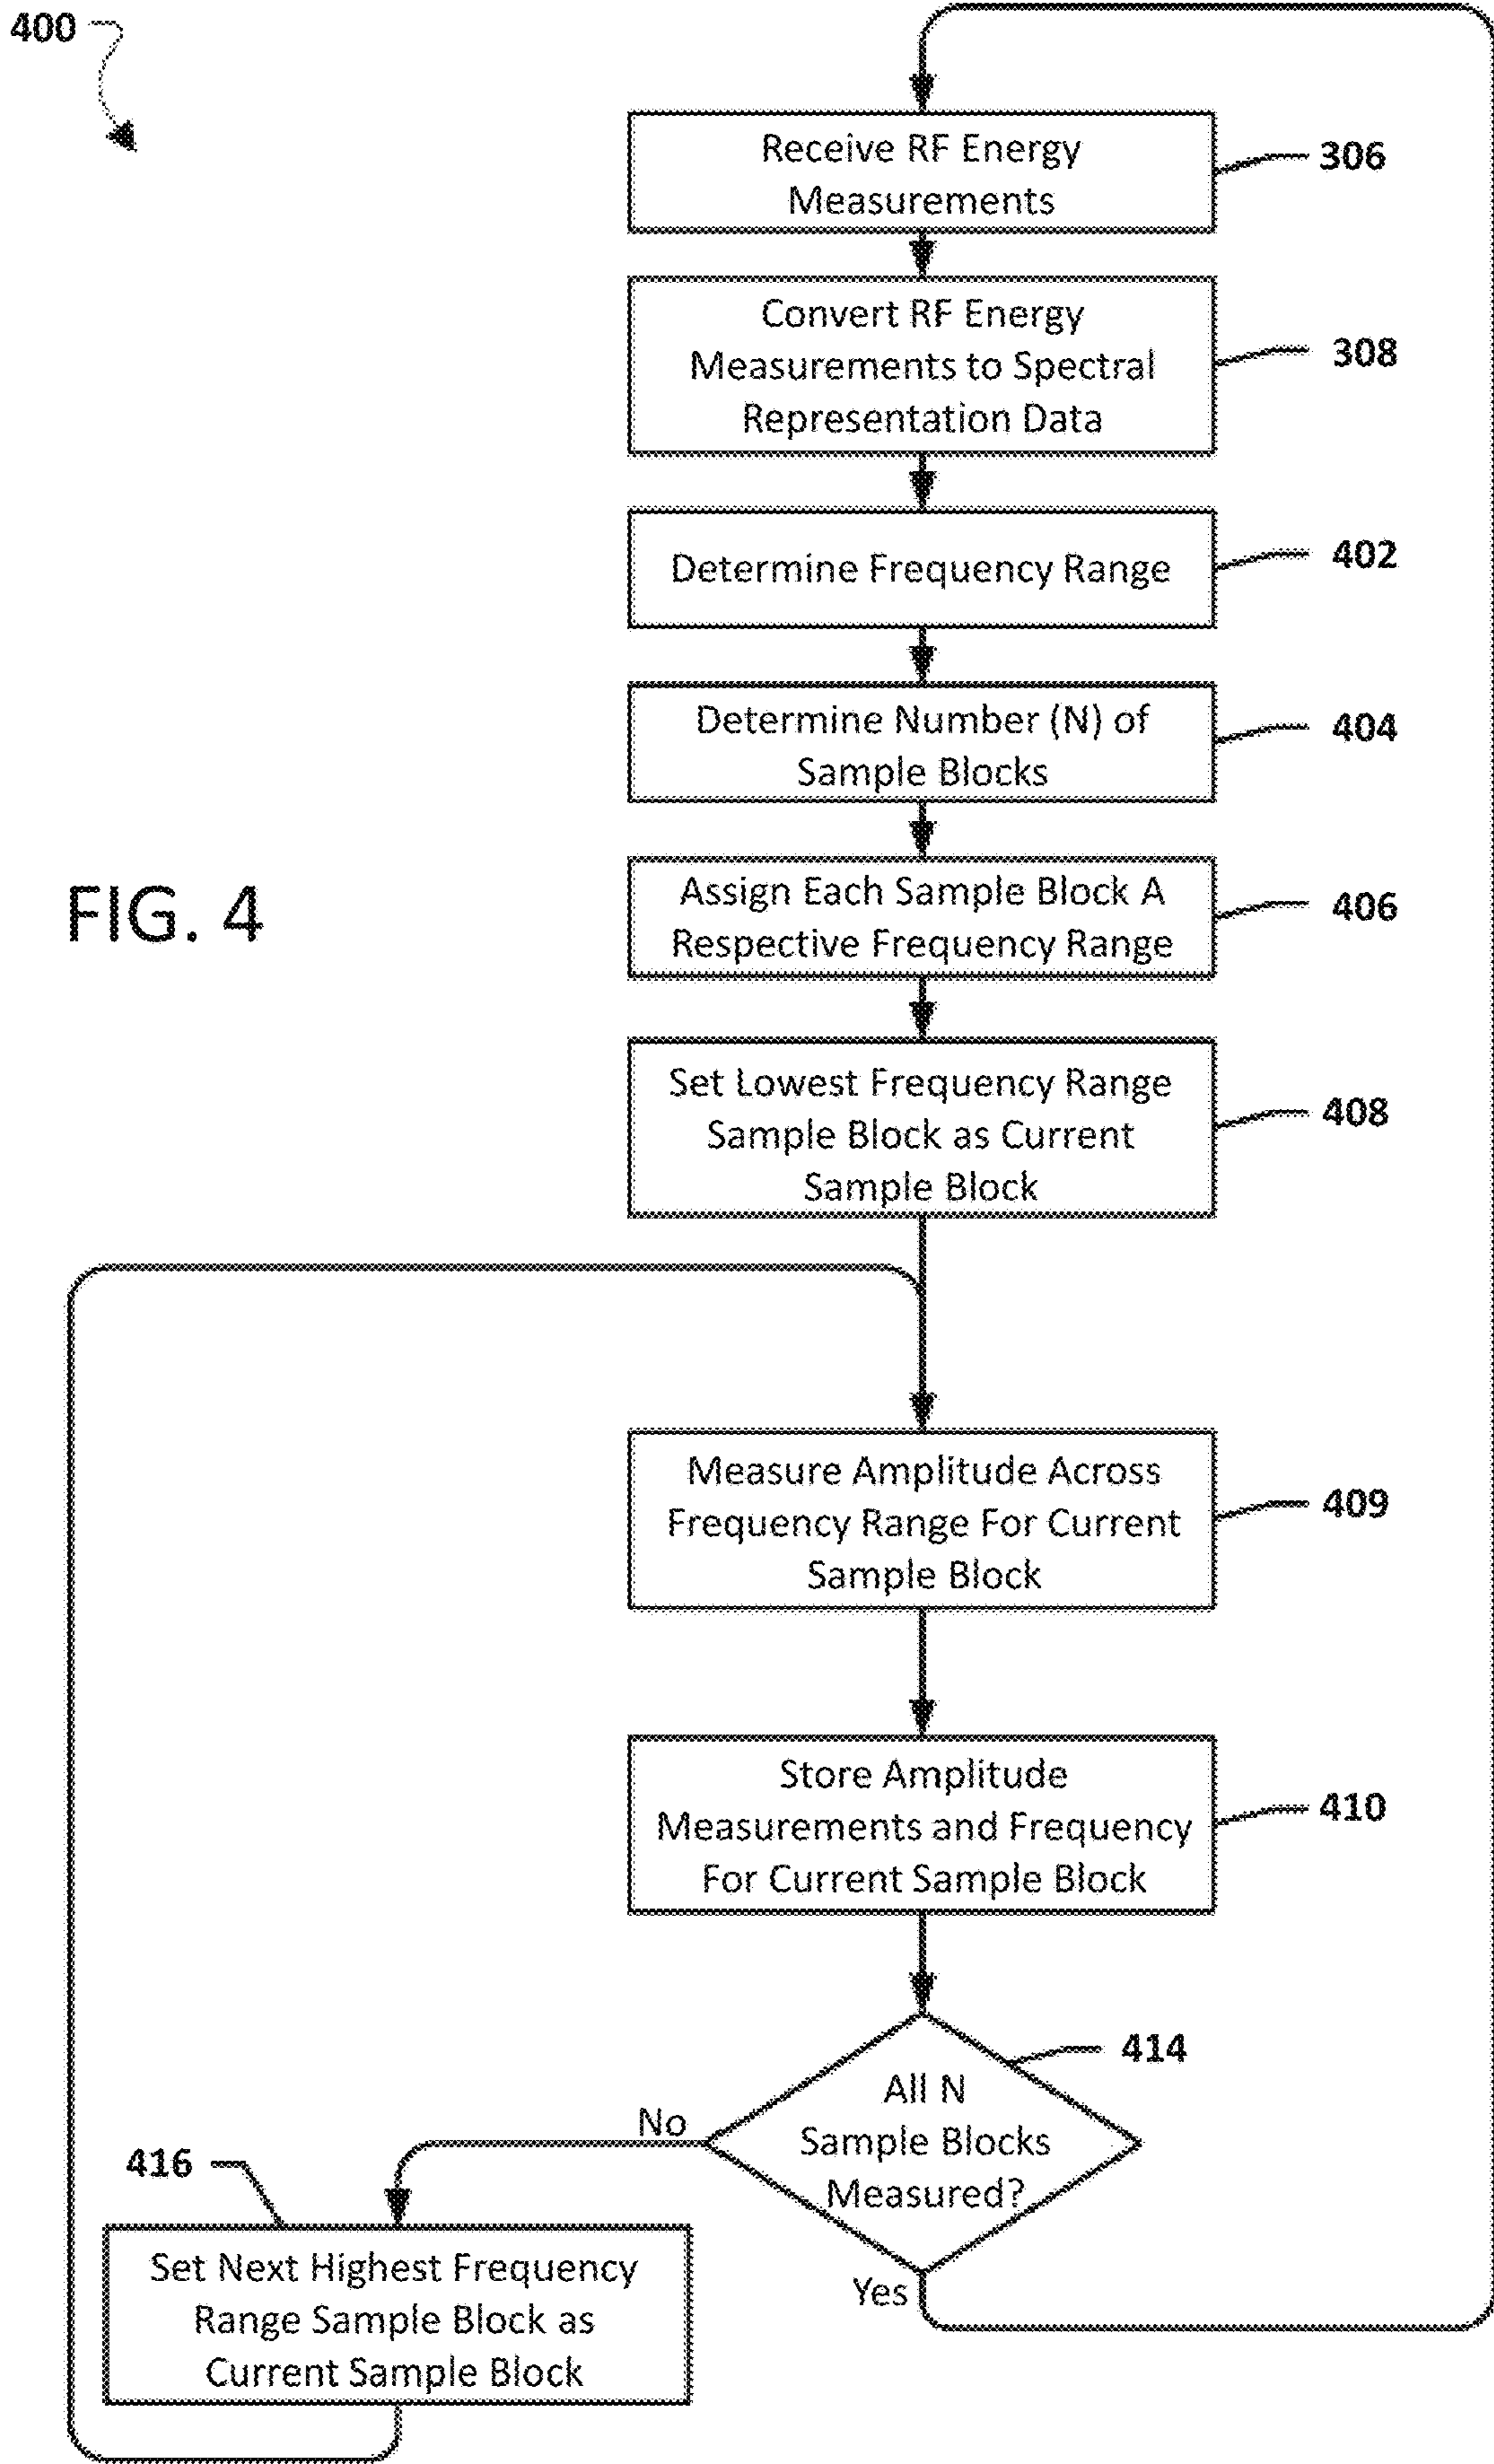 400
Receive RF Energy
Measurements
306
Convert RF Energy
Measurements to Spectral
Representation Data
308
Determine Frequency Range
402
Determine Number (N) of
Sample Blocks
404
FIG. 4
Assign Each Sample Block A
Respective Frequency Range
406
Set Lowest Frequency Range
Sample Block as Current
Sample Block
408
Measure Amplitude Across
Frequency Range For Current
Sample Block
409
Store Amplitude
Measurements and Frequency
For Current Sample Block
410
All N
Sample Blocks
Measured?
414
No
Yes
416
Set Next Highest Frequency
Range Sample Block as
Current Sample Block